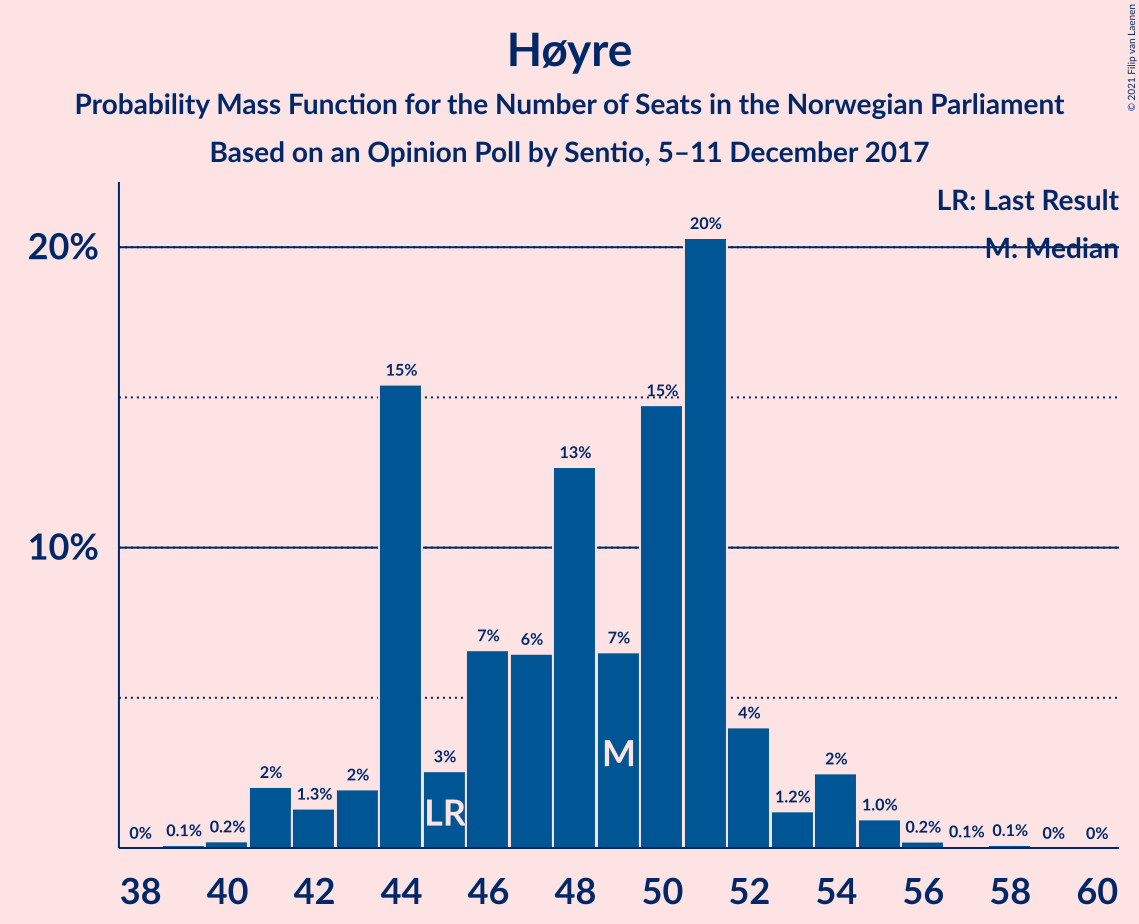 Høyre
Probability Mass Function for the Number of Seats in the Norwegian Parliament
Based on an Opinion Poll by Sentio, 5–11 December 2017
© 2021 Filip van Laenen
LR: Last Result
M: Median
20%
10%
0%
0.1%
0.2%
2%
1.3%
2%
15%
3%
7%
6%
13%
7%
15%
20%
4%
1.2%
2%
1.0%
0.2%
0.1%
0.1%
0%
0%
LR
M
38 40 42 44 46 48 50 52 54 56 58 60